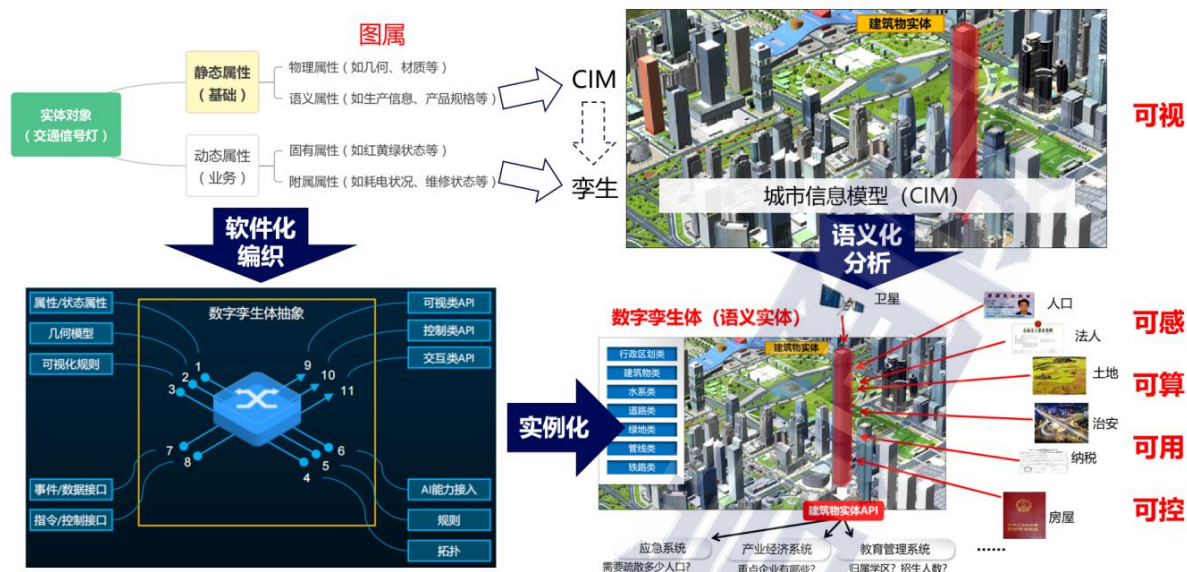 图属
实体对象
（交通信号灯）
静态属性
（基础）
物理属性（如几何、材质等）
语义属性（如生产信息、产品规格等）
动态属性
（业务）
固有属性（如红黄绿状态等）
附属属性（如耗电状况、维修状态等）
CIM
孪生
建筑物实体
城市信息模型（CIM）
可视
软件化
编织
语义化
分析
属性/状态属性
几何模型
可视化规则
事件/数据接口
指令/控制接口
数字孪生体抽象
1
2
3
7
8
9
10
11
6
5
4
可视类API
控制类API
交互类API
AI能力接入
规则
拓扑
实例化
数字孪生体（语义实体）
卫星
建筑物实体
行政区划类
建筑物类
水系类
道路类
绿地类
管线类
铁路类
人口
法人
土地
治安
纳税
房屋
可感
可算
可用
可控
建筑物实体API
应急系统
需要疏散多少人口？
产业经济系统
重点企业有哪些？
教育管理系统
归属学区？招生人数？
······